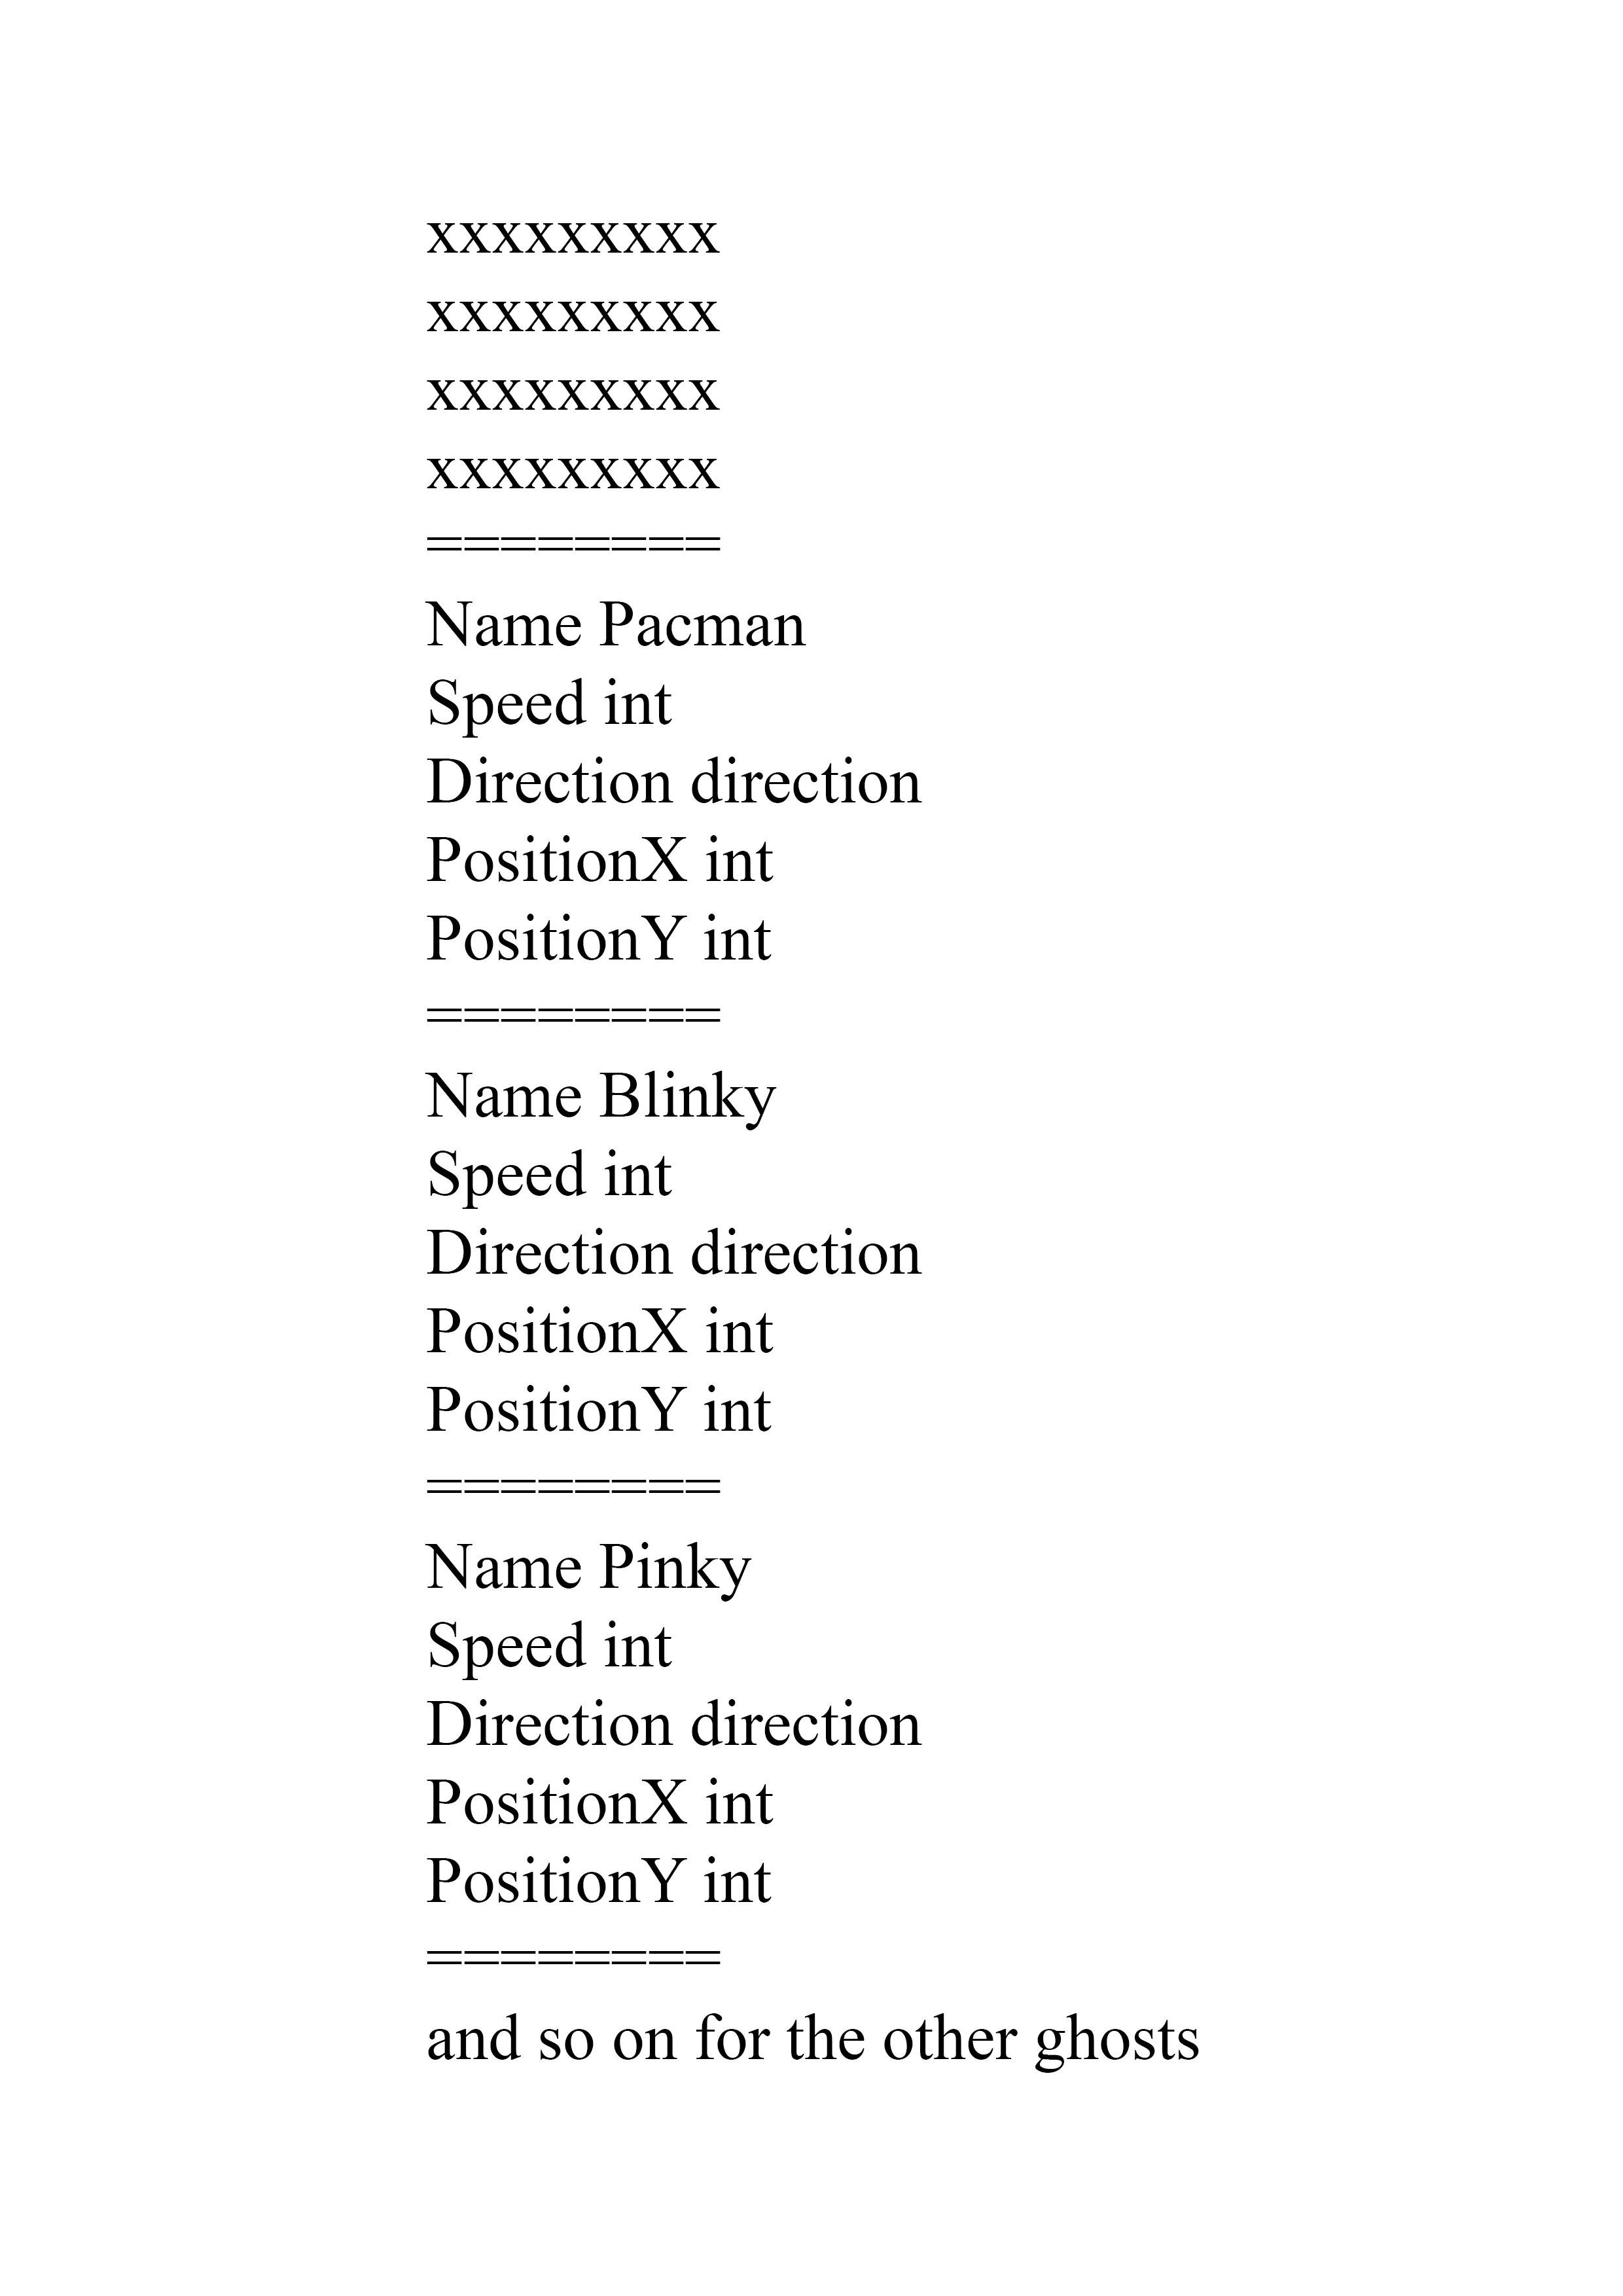 xxxxxxxxx
xxxxxxxxx
xxxxxxxxx
xxxxxxxxx
========
Name Pacman
Speed int
Direction direction
PositionX int
PositionY int
========
Name Blinky
Speed int
Direction direction
PositionX int
PositionY int
========
Name Pinky
Speed int
Direction direction
PositionX int
PositionY int
========
and so on for the other ghosts